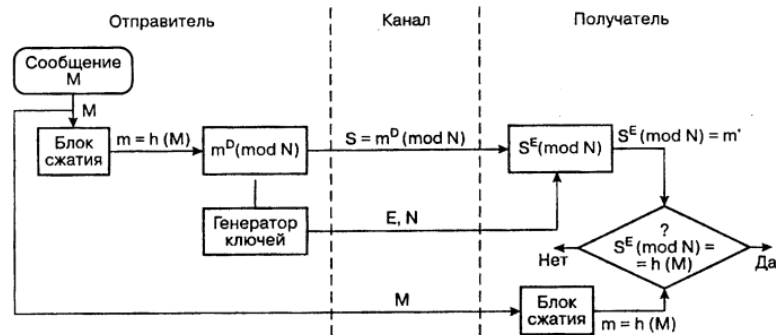 Отправитель
Канал
Получатель
Сообщение
M
M
Блок
сжатия
m = h (M)
m^D (mod N)
S = m^D (mod N)
S^E (mod N)
S^E (mod N) = m'
Генератор
ключей
E, N
?
S^E (mod N) =
= h (M)
Нет
Да
M
Блок
сжатия
m = h (M)